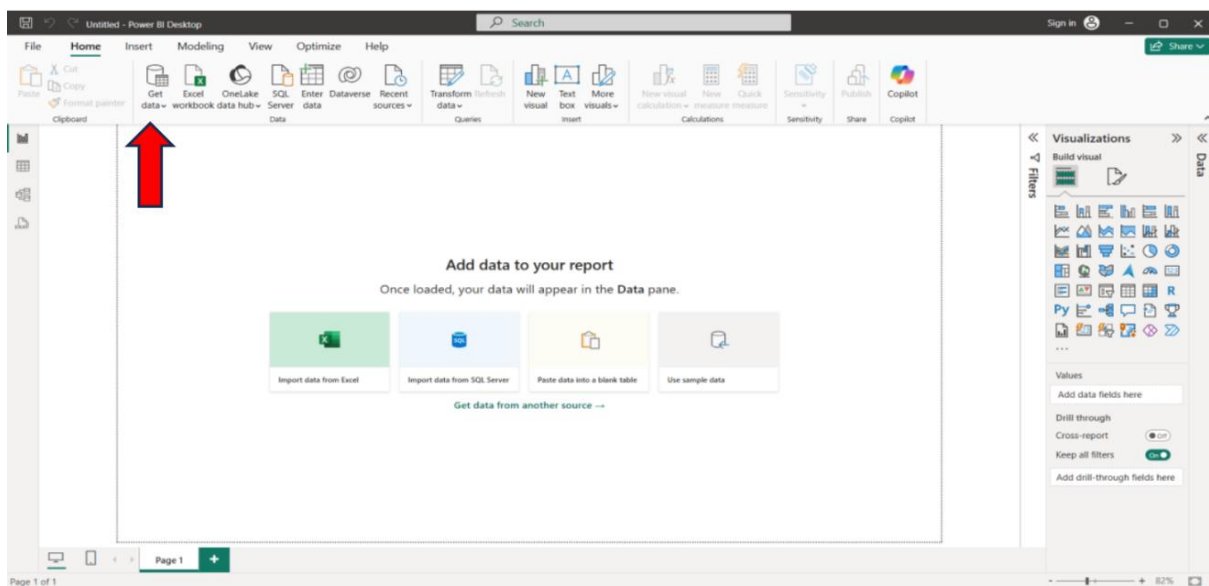 Untitled - Power BI Desktop
Search
Sign in
File Home Insert Modeling View Optimize Help
Share
Paste
Cut
Copy
Format painter
Clipboard
Get data
Excel workbook
OneLake data hub
SQL Server
Enter data
Dataverse
Recent sources
Data
Transform data
Refresh
Queries
New visual
Text box
More visuals
Insert
New visual calculation
New measure
Quick measure
Calculations
Sensitivity
Sensitivity
Publish
Share
Copilot
Copilot
Add data to your report
Once loaded, your data will appear in the Data pane.
Import data from Excel
SQL
Import data from SQL Server
Paste data into a blank table
Use sample data
Get data from another source →
Filters
Visualizations
Build visual
R
Py
...
Values
Add data fields here
Drill through
Cross-report
Off
Keep all filters
On
Add drill-through fields here
Data
Page 1
Page 1 of 1
82%